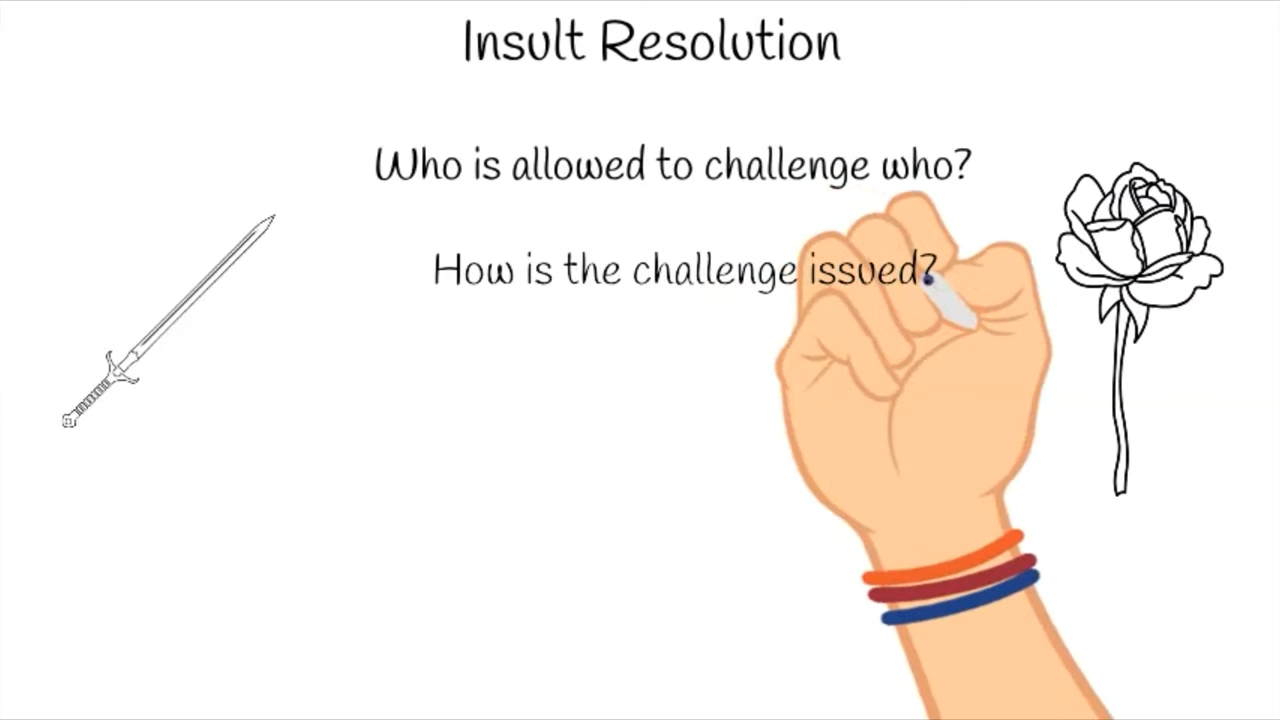 Insult Resolution
Who is allowed to challenge who?
How is the challenge issued?